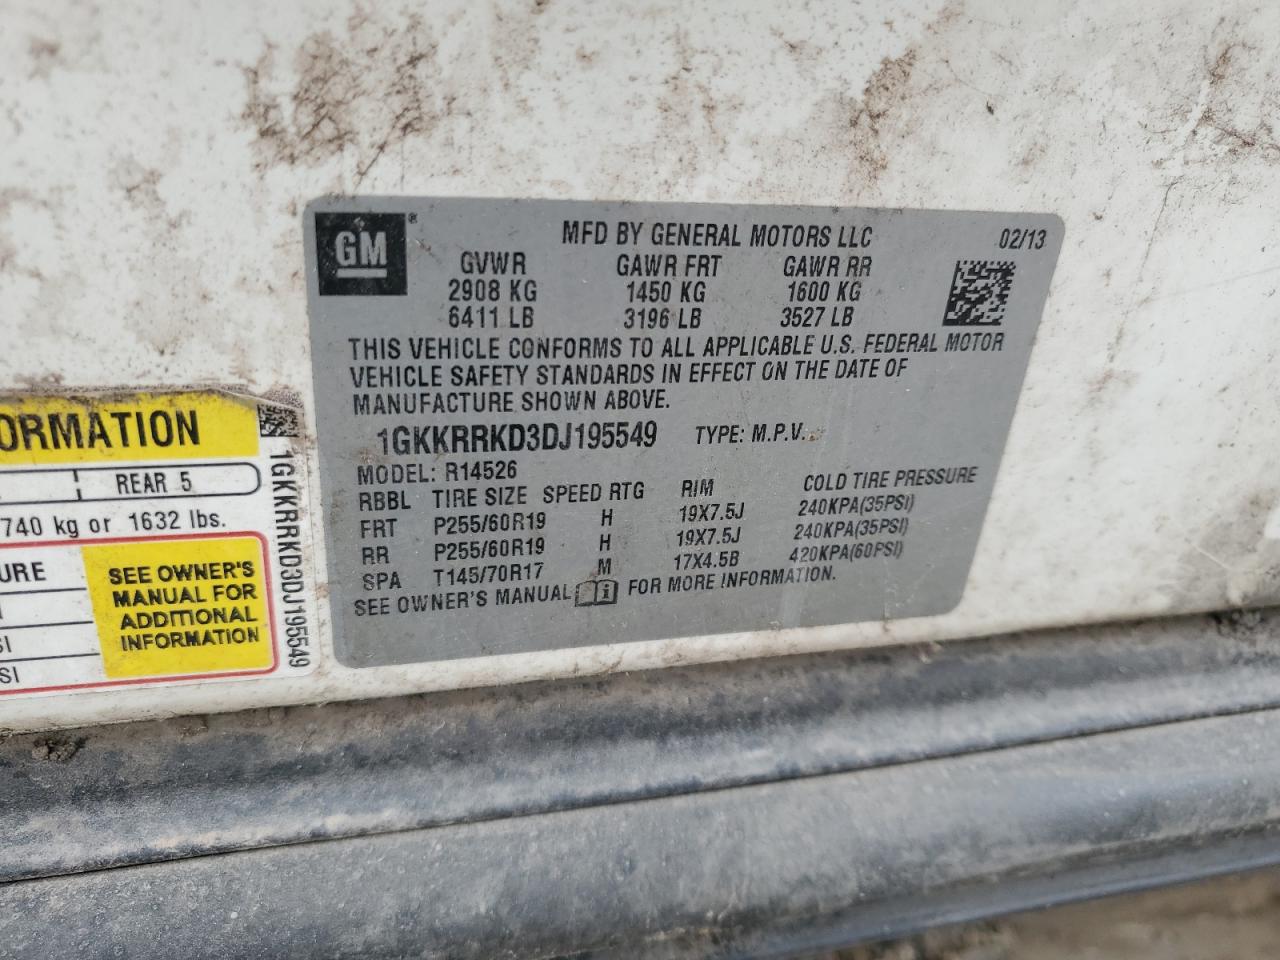 GM
MFD BY GENERAL MOTORS LLC 02/13
GVWR GAWR FRT GAWR RR
2908 KG 1450 KG 1600 KG
6411 LB 3196 LB 3527 LB
THIS VEHICLE CONFORMS TO ALL APPLICABLE U.S. FEDERAL MOTOR
VEHICLE SAFETY STANDARDS IN EFFECT ON THE DATE OF
MANUFACTURE SHOWN ABOVE.
1GKKRRKD3DJ195549 TYPE: M.P.V.
MODEL: R14526
RBBL TIRE SIZE SPEED RTG RIM COLD TIRE PRESSURE
FRT P255/60R19 H 19X7.5J 240KPA(35PSI)
RR P255/60R19 H 19X7.5J 240KPA(35PSI)
SPA T145/70R17 M 17X4.5B 420KPA(60PSI)
SEE OWNER'S MANUAL FOR MORE INFORMATION.
ORMATION
REAR 5
740 kg or 1632 lbs.
URE
SI
SI
SEE OWNER'S
MANUAL FOR
ADDITIONAL
INFORMATION
1GKKRRKD3DJ195549